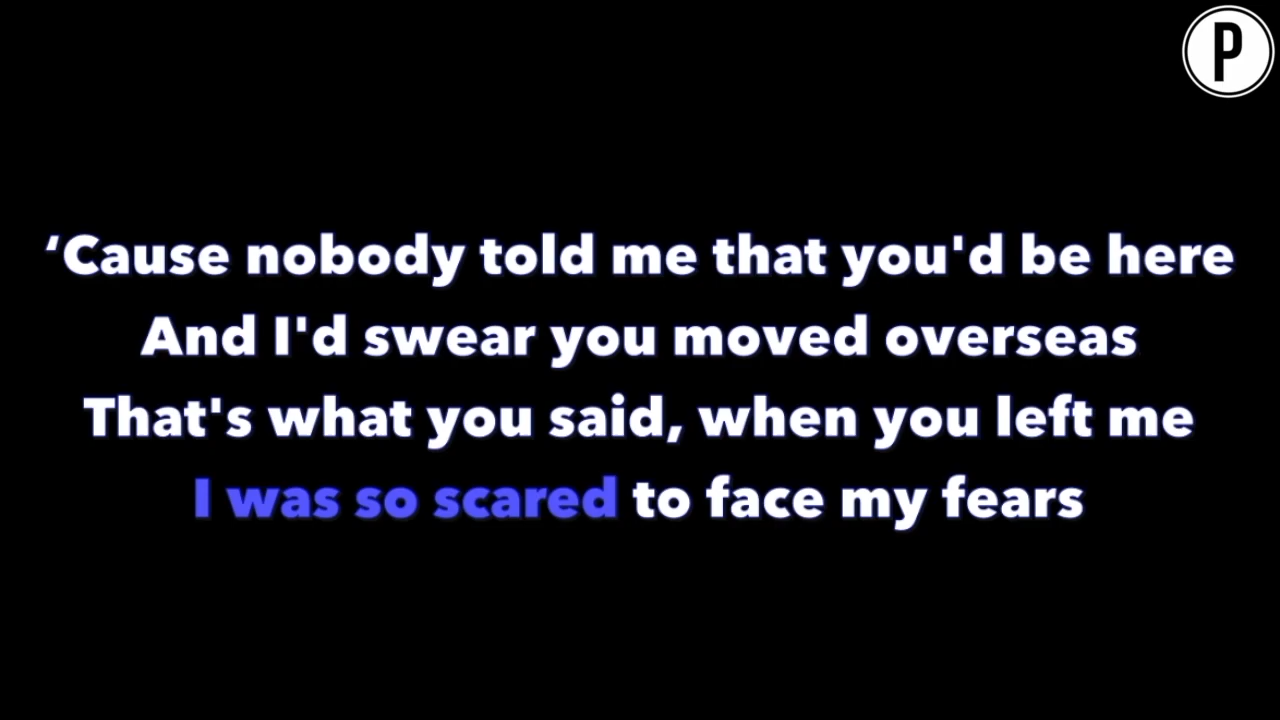 P
‘Cause nobody told me that you'd be here
And I'd swear you moved overseas
That's what you said, when you left me
I was so scared to face my fears